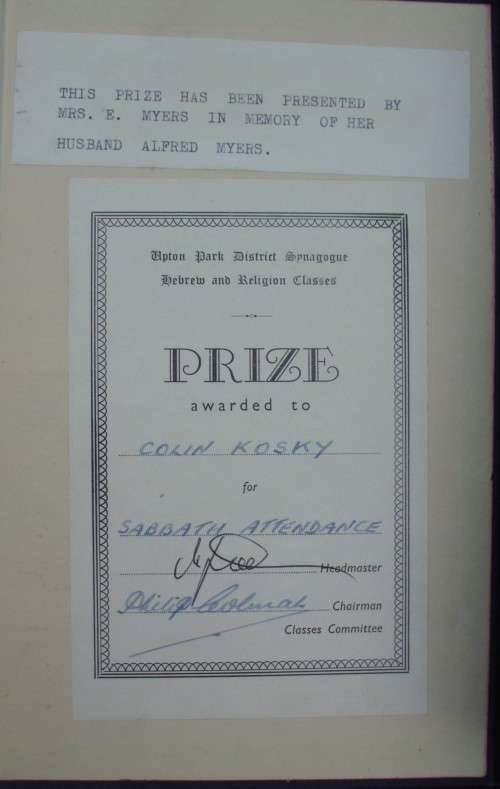 THIS PRIZE HAS BEEN PRESENTED BY
MRS. E. MYERS IN MEMORY OF HER
HUSBAND ALFRED MYERS.
Upton Park District Synagogue
Hebrew and Religion Classes
PRIZE
awarded to
COLIN KOSKY
for
SABBATH ATTENDANCE
Headmaster
Philip Chairman
Classes Committee